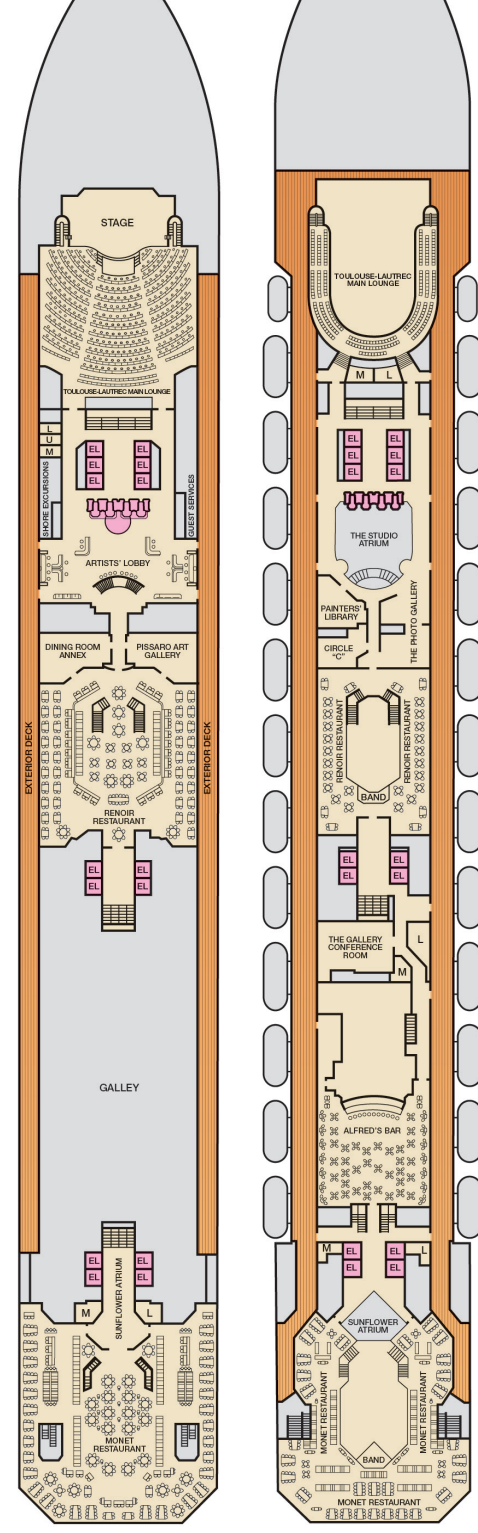 STAGE
TOULOUSE-LAUTREC MAIN LOUNGE
L
U
M
EL
EL
EL
EL
EL
EL
SHORE EXCURSIONS
GUEST SERVICES
ARTISTS' LOBBY
DINING ROOM
ANNEX
PISSARO ART
GALLERY
EXTERIOR DECK
EXTERIOR DECK
RENOIR
RESTAURANT
EL
EL
EL
EL
GALLEY
EL
EL
EL
EL
SUNFLOWER ATRIUM
M
L
MONET
RESTAURANT
TOULOUSE-LAUTREC
MAIN LOUNGE
M
L
EL
EL
EL
EL
EL
EL
THE STUDIO
ATRIUM
PAINTERS'
LIBRARY
THE PHOTO GALLERY
CIRCLE
"C"
RENOIR RESTAURANT
RENOIR RESTAURANT
BAND
EL
EL
EL
EL
THE GALLERY
CONFERENCE
ROOM
L
M
ALFRED'S BAR
M
EL
EL
L
EL
EL
SUNFLOWER
ATRIUM
MONET RESTAURANT
MONET RESTAURANT
BAND
MONET RESTAURANT